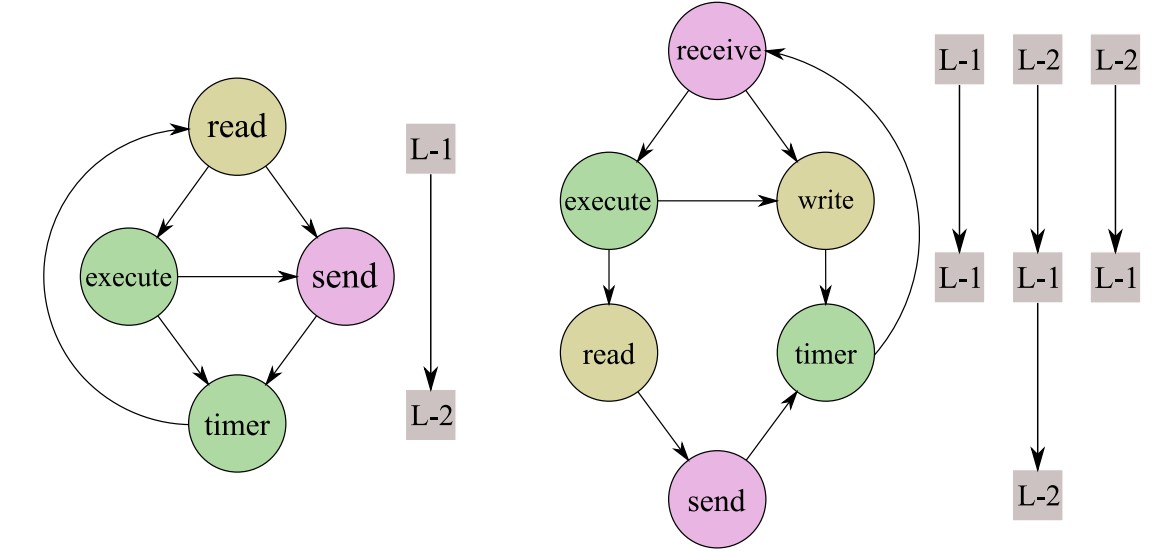 read
execute
send
timer
L-1
L-2
receive
execute
write
read
timer
send
L-1
L-2
L-2
L-1
L-1
L-1
L-2